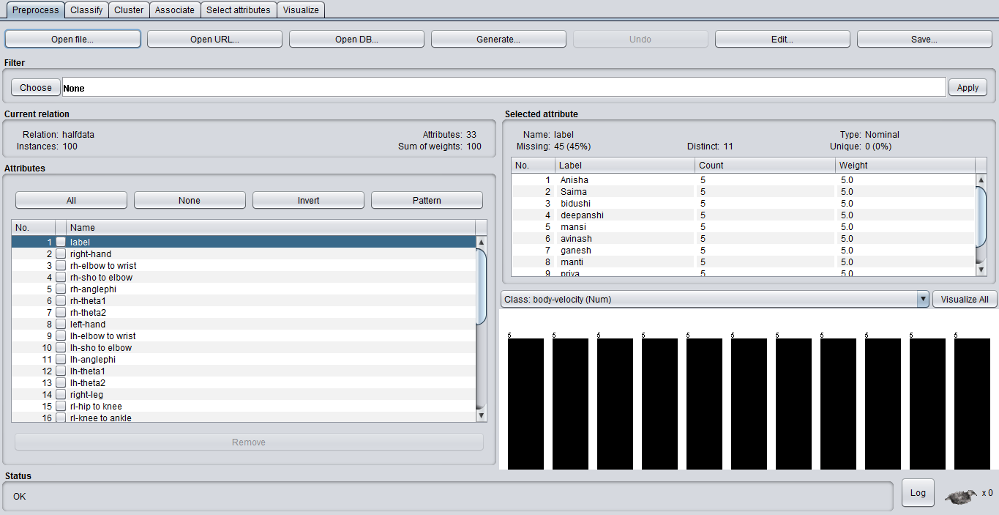 Preprocess Classify Cluster Associate Select attributes Visualize
Open file... Open URL... Open DB... Generate... Undo Edit... Save...
Filter
Choose None Apply
Current relation
Relation: halfdata Attributes: 33
Instances: 100 Sum of weights: 100
Attributes
All None Invert Pattern
No. Name
1 label
2 right-hand
3 rh-elbow to wrist
4 rh-sho to elbow
5 rh-anglephi
6 rh-theta1
7 rh-theta2
8 left-hand
9 lh-elbow to wrist
10 lh-sho to elbow
11 lh-anglephi
12 lh-theta1
13 lh-theta2
14 right-leg
15 rl-hip to knee
16 rl-knee to ankle
Remove
Selected attribute
Name: label Type: Nominal
Missing: 45 (45%) Distinct: 11 Unique: 0 (0%)
No. Label Count Weight
1 Anisha 5 5.0
2 Saima 5 5.0
3 bidushi 5 5.0
4 deepanshi 5 5.0
5 mansi 5 5.0
6 avinash 5 5.0
7 ganesh 5 5.0
8 manti 5 5.0
9 priya 5 5.0
Class: body-velocity (Num) Visualize All
5 5 5 5 5 5 5 5 5 5 5
Status
OK Log x 0